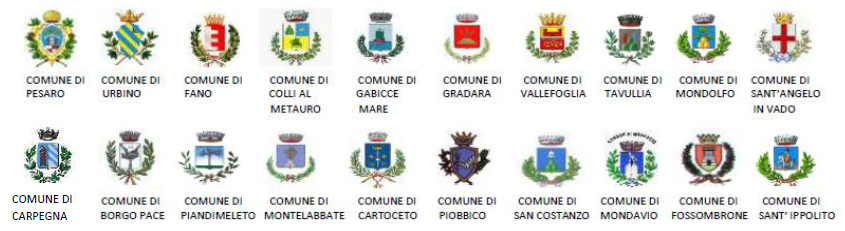 COMUNE DI PESARO
COMUNE DI URBINO
COMUNE DI FANO
COMUNE DI COLLI AL METAURO
COMUNE DI GABICCE MARE
COMUNE DI GRADARA
COMUNE DI VALLEFOGLIA
COMUNE DI TAVULLIA
COMUNE DI MONDOLFO
COMUNE DI SANT'ANGELO IN VADO
COMUNE DI CARPEGNA
COMUNE DI BORGO PACE
COMUNE DI PIANDIMELETO
COMUNE DI MONTELABBATE
COMUNE DI CARTOCETO
COMUNE DI PIOBBICO
COMUNE DI SAN COSTANZO
COMUNE DI MONDAVIO
COMUNE DI MONDAVIO
COMUNE DI FOSSOMBRONE
COMUNE DI SANT' IPPOLITO